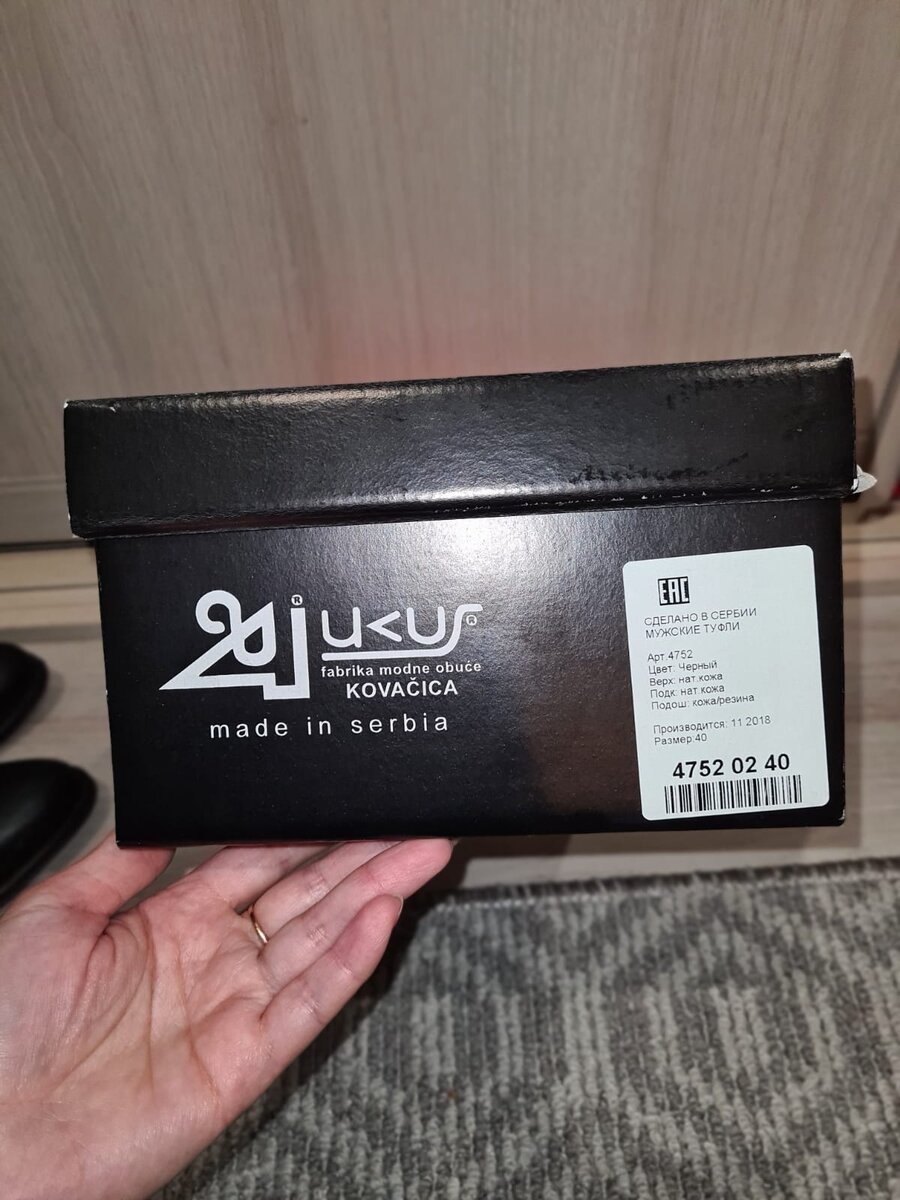 24
J
®
UKUS
®
fabrika modne obuće
KOVAČICA
made in serbia
EAC
СДЕЛАНО В СЕРБИИ
МУЖСКИЕ ТУФЛИ
Арт.4752
Цвет: Черный
Верх: нат.кожа
Подк: нат.кожа
Подош: кожа/резина
Производится: 11 2018
Размер:40
4752 02 40